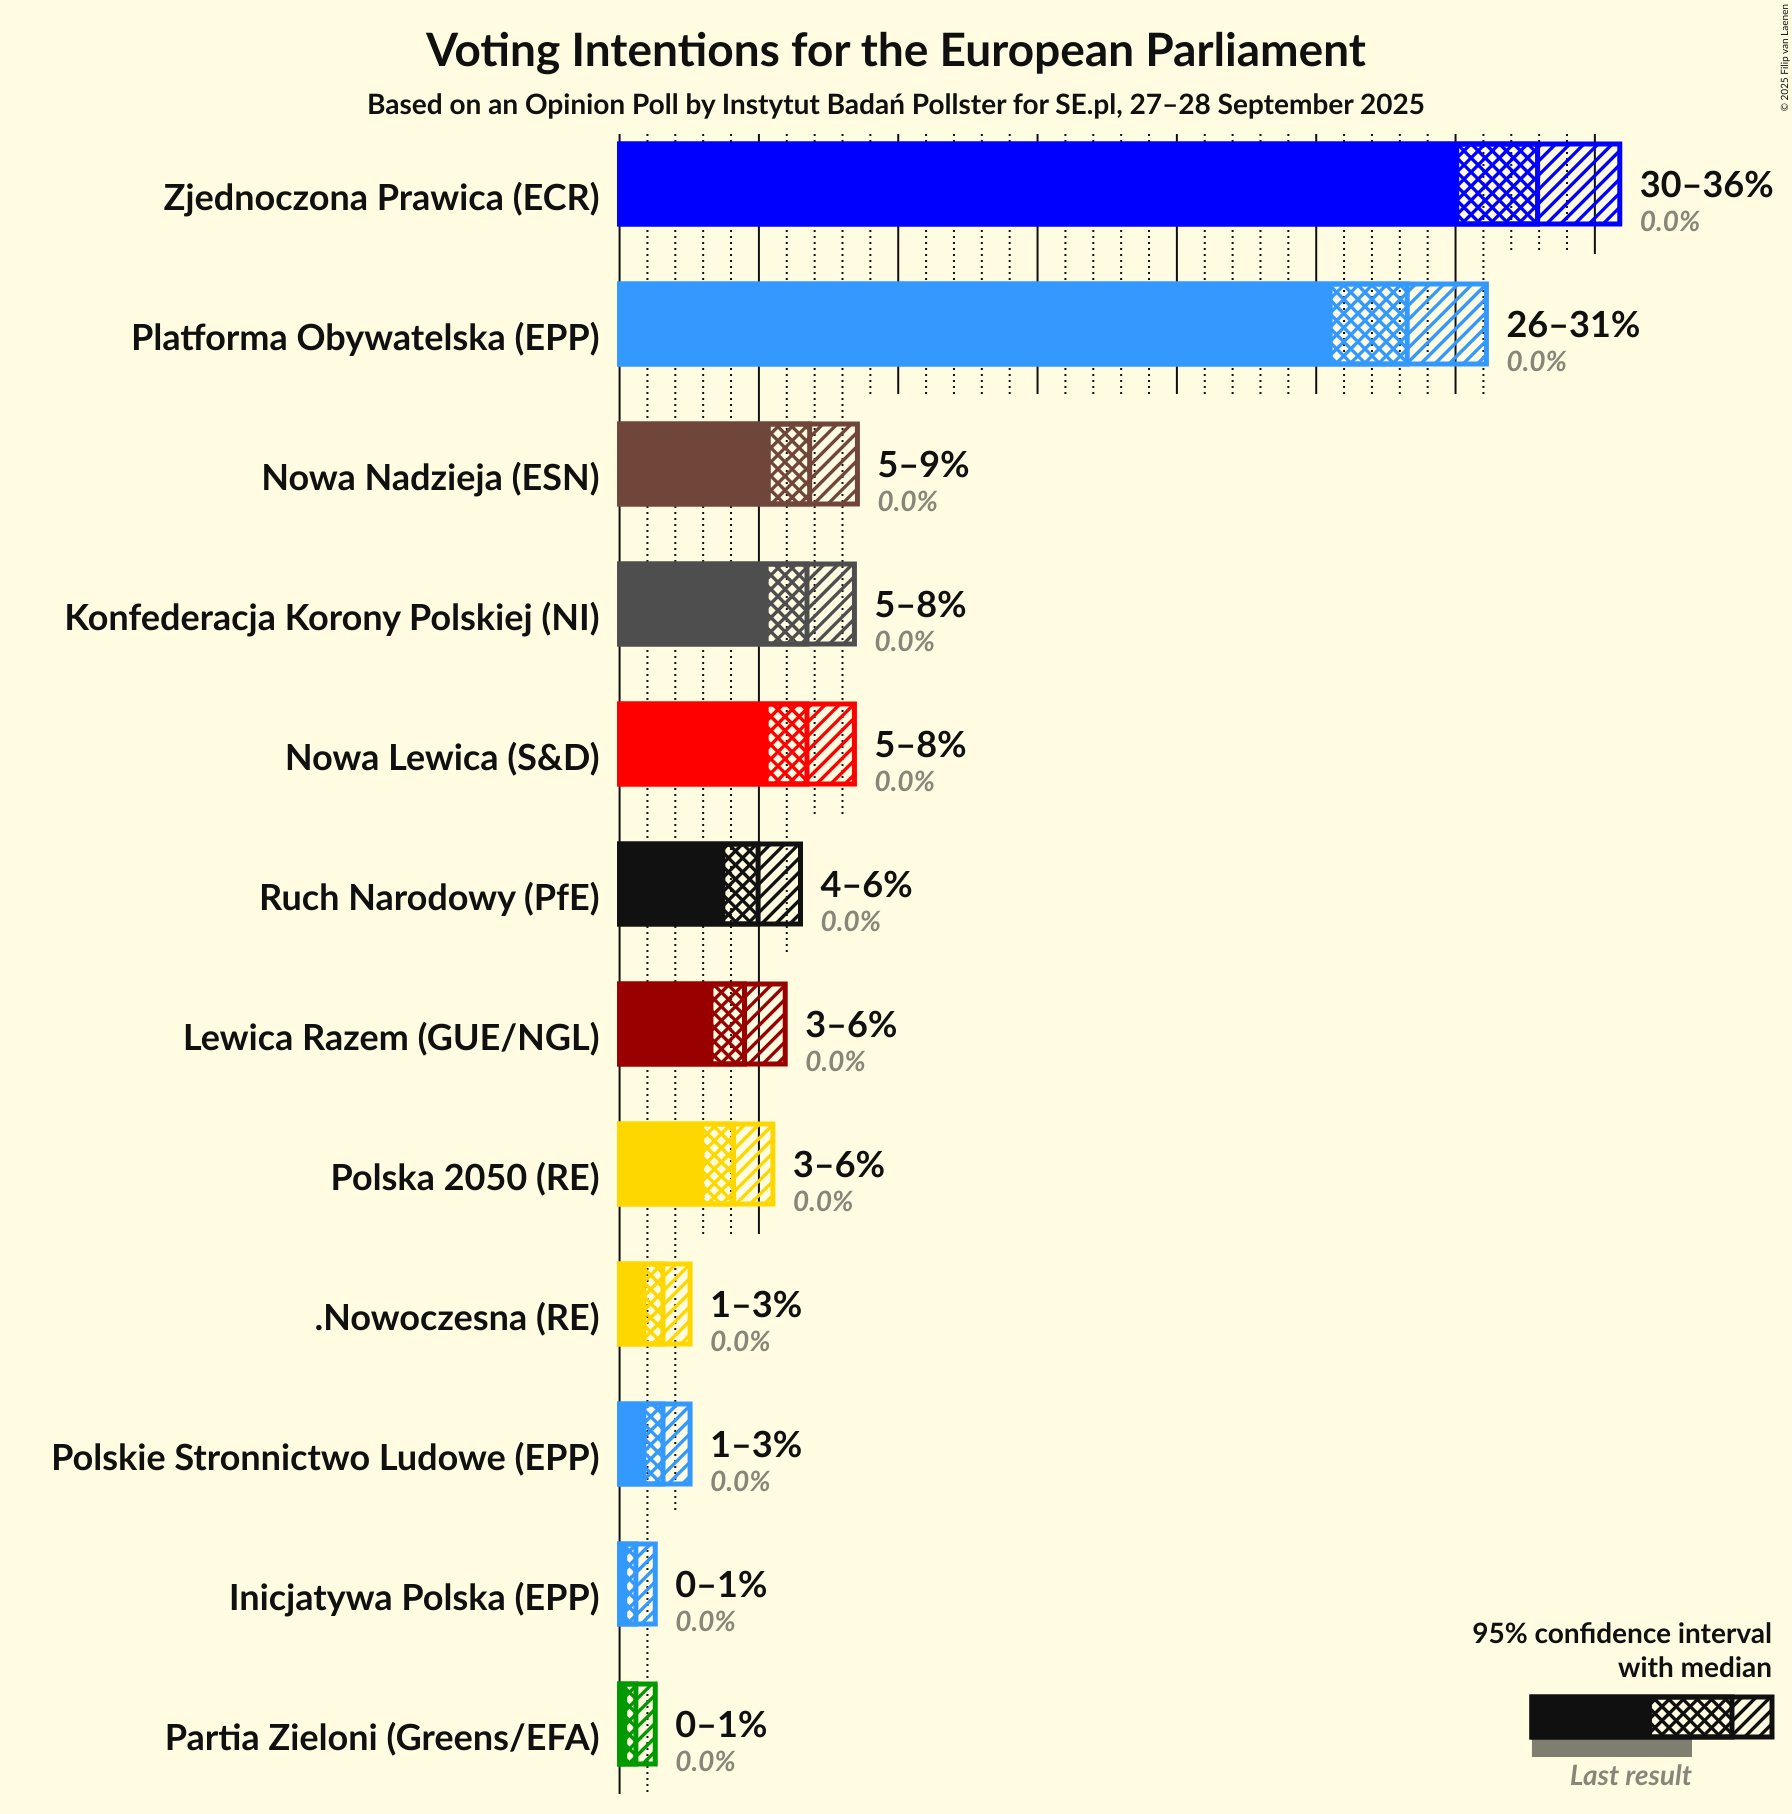 Voting Intentions for the European Parliament
Based on an Opinion Poll by Instytut Badań Pollster for SE.pl, 27–28 September 2025
© 2025 Filip van Laenen
Zjednoczona Prawica (ECR)
30–36%
0.0%
Platforma Obywatelska (EPP)
26–31%
0.0%
Nowa Nadzieja (ESN)
5–9%
0.0%
Konfederacja Korony Polskiej (NI)
5–8%
0.0%
Nowa Lewica (S&D)
5–8%
0.0%
Ruch Narodowy (PfE)
4–6%
0.0%
Lewica Razem (GUE/NGL)
3–6%
0.0%
Polska 2050 (RE)
3–6%
0.0%
.Nowoczesna (RE)
1–3%
0.0%
Polskie Stronnictwo Ludowe (EPP)
1–3%
0.0%
Inicjatywa Polska (EPP)
0–1%
0.0%
Partia Zieloni (Greens/EFA)
0–1%
0.0%
95% confidence interval
with median
Last result